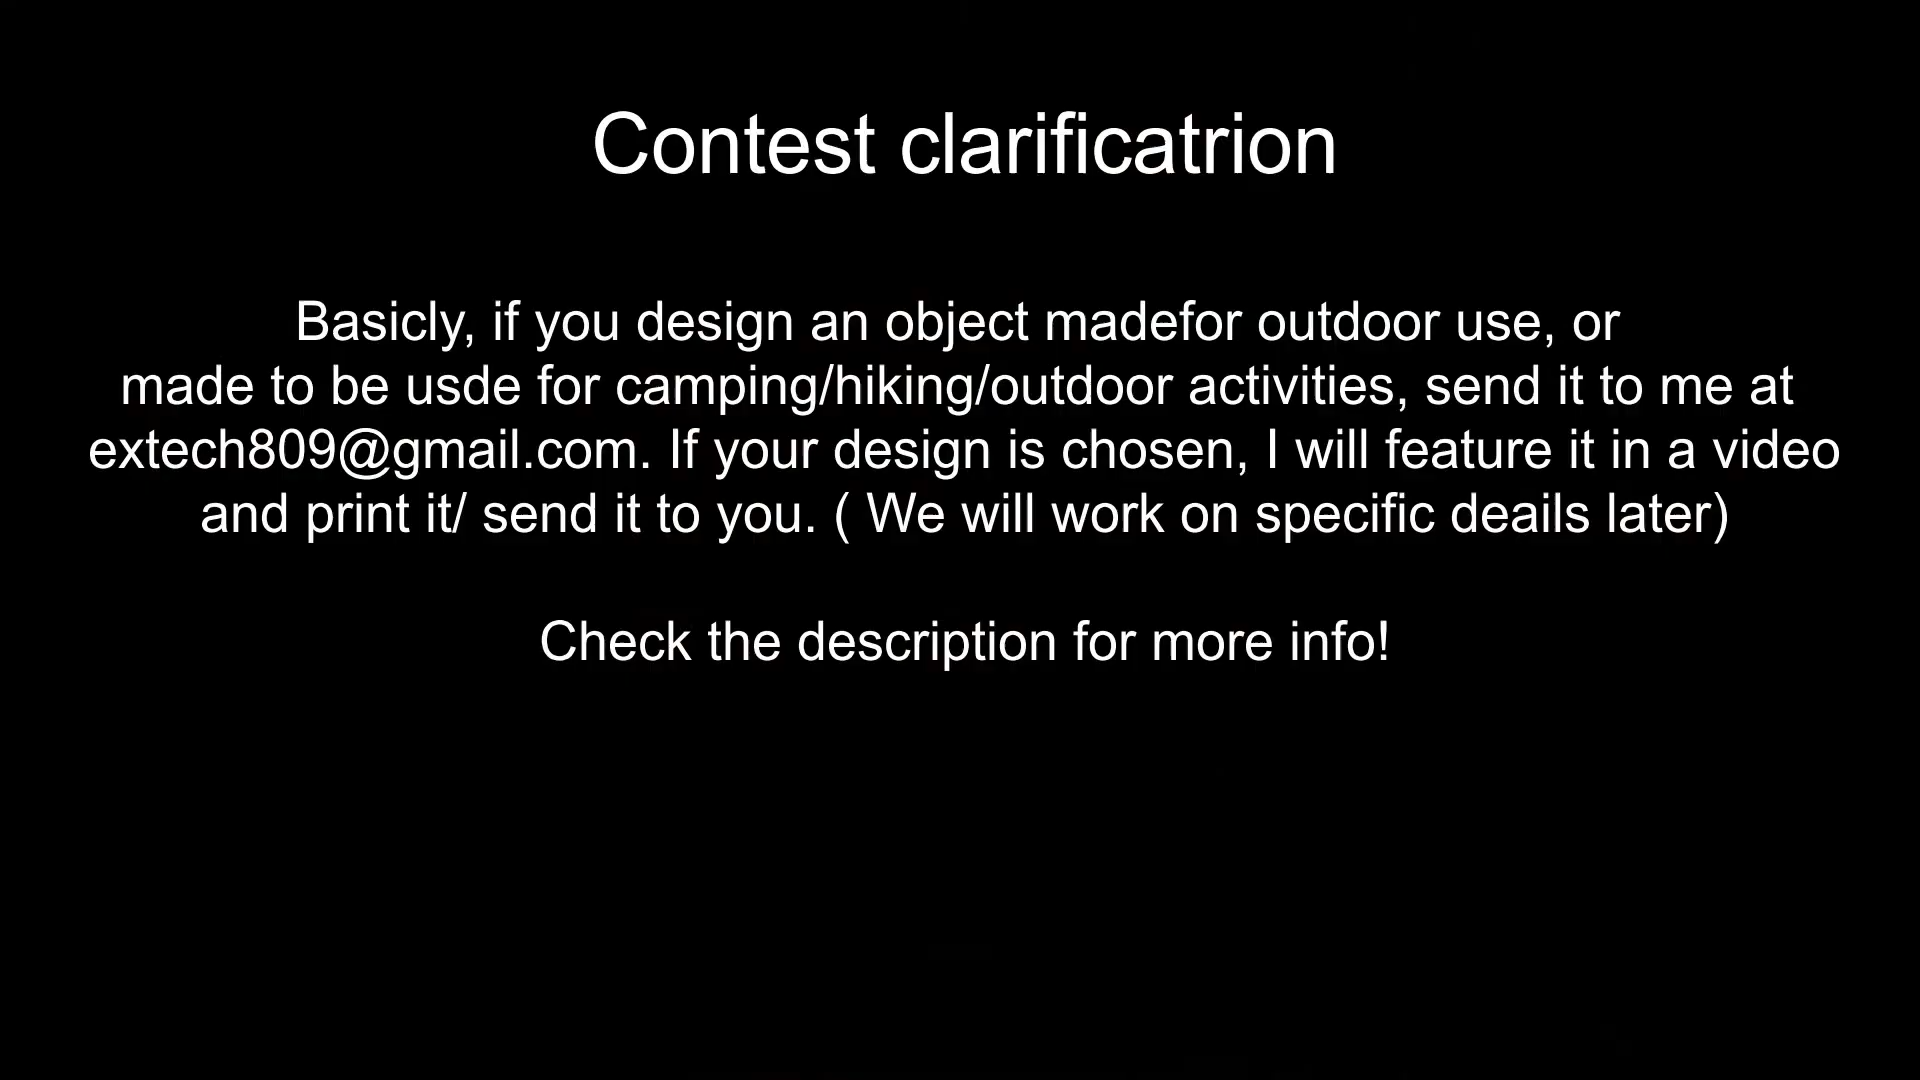 Contest clarificatrion
Basicly, if you design an object madefor outdoor use, or
made to be usde for camping/hiking/outdoor activities, send it to me at
extech809@gmail.com. If your design is chosen, I will feature it in a video
and print it/ send it to you. ( We will work on specific deails later)
Check the description for more info!